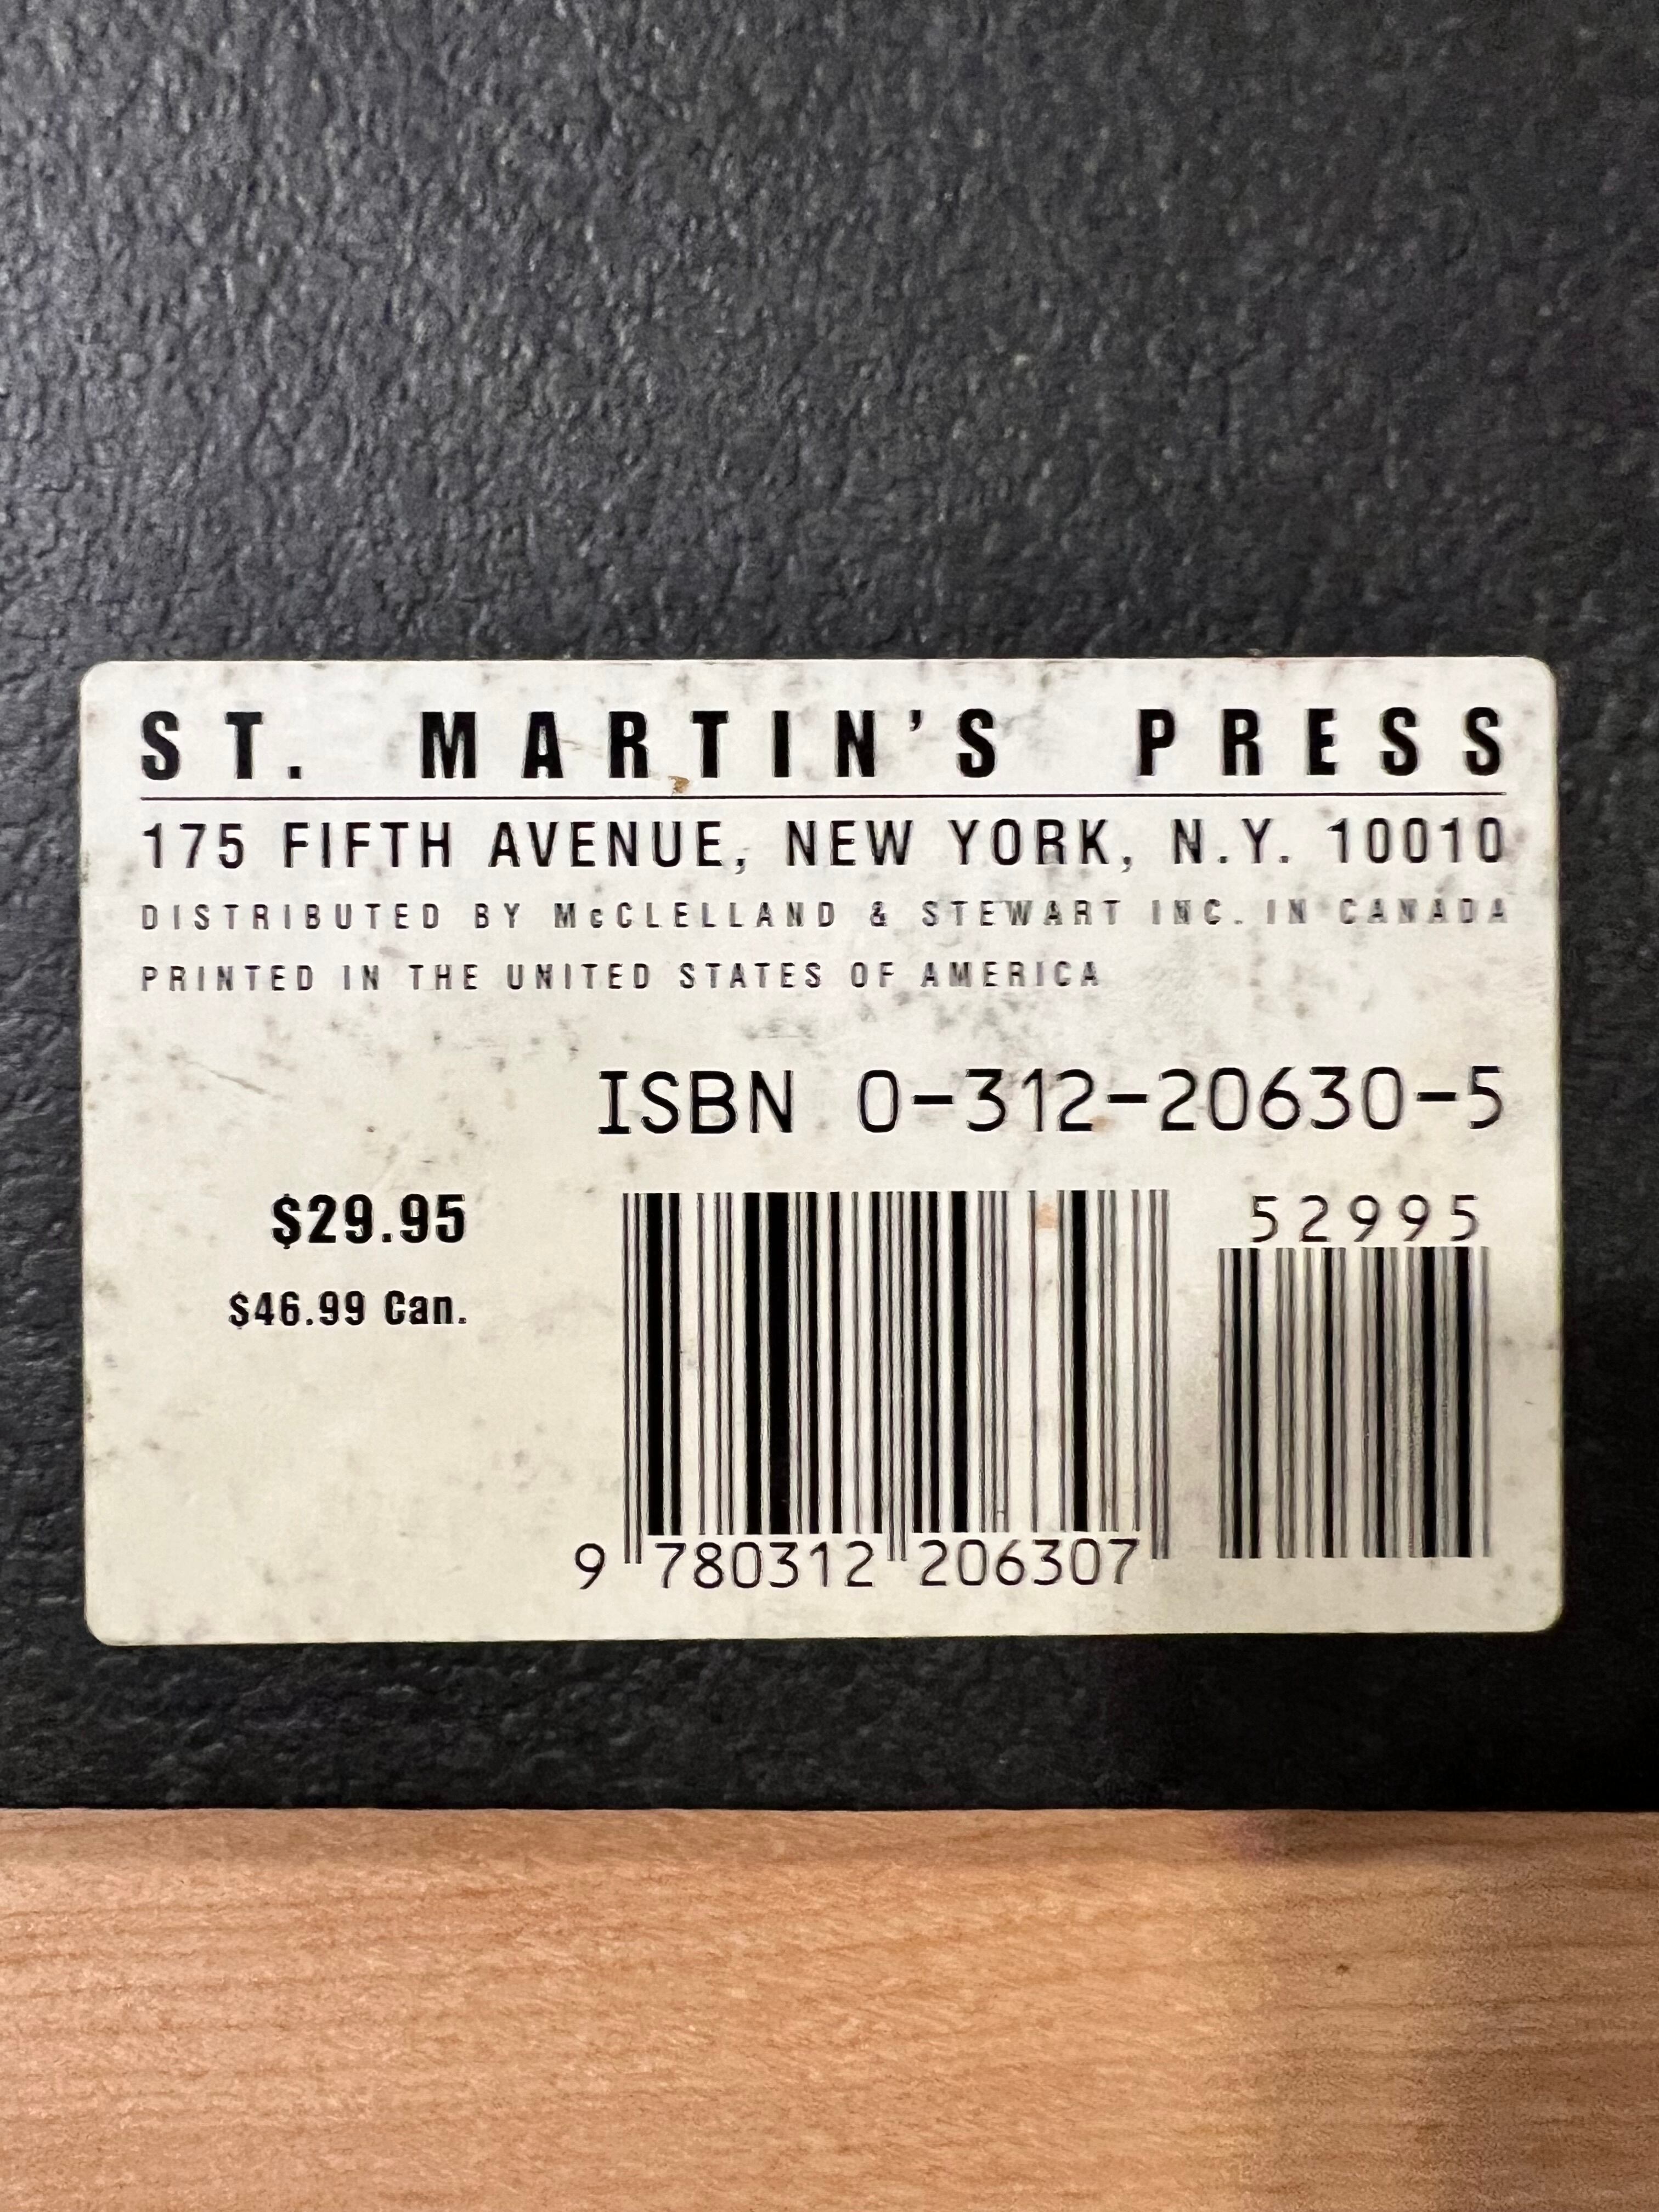 ST. MARTIN'S PRESS
175 FIFTH AVENUE, NEW YORK, N.Y. 10010
DISTRIBUTED BY McCLELLAND & STEWART INC. IN CANADA
PRINTED IN THE UNITED STATES OF AMERICA
ISBN 0-312-20630-5
$29.95
$46.99 Can.
52995
9 780312 206307